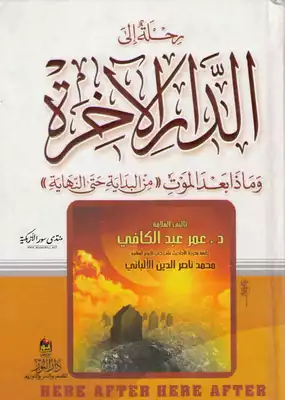 رحلة إلى
الدار الآخرة
وماذا بعد الموت «من البداية حتى النهاية»
منتدى سور الأزبكية
تأليف العلامة
د. عمر عبد الكافي
محمد ناصر الدين الألباني
HERE AFTER HERE AFTER